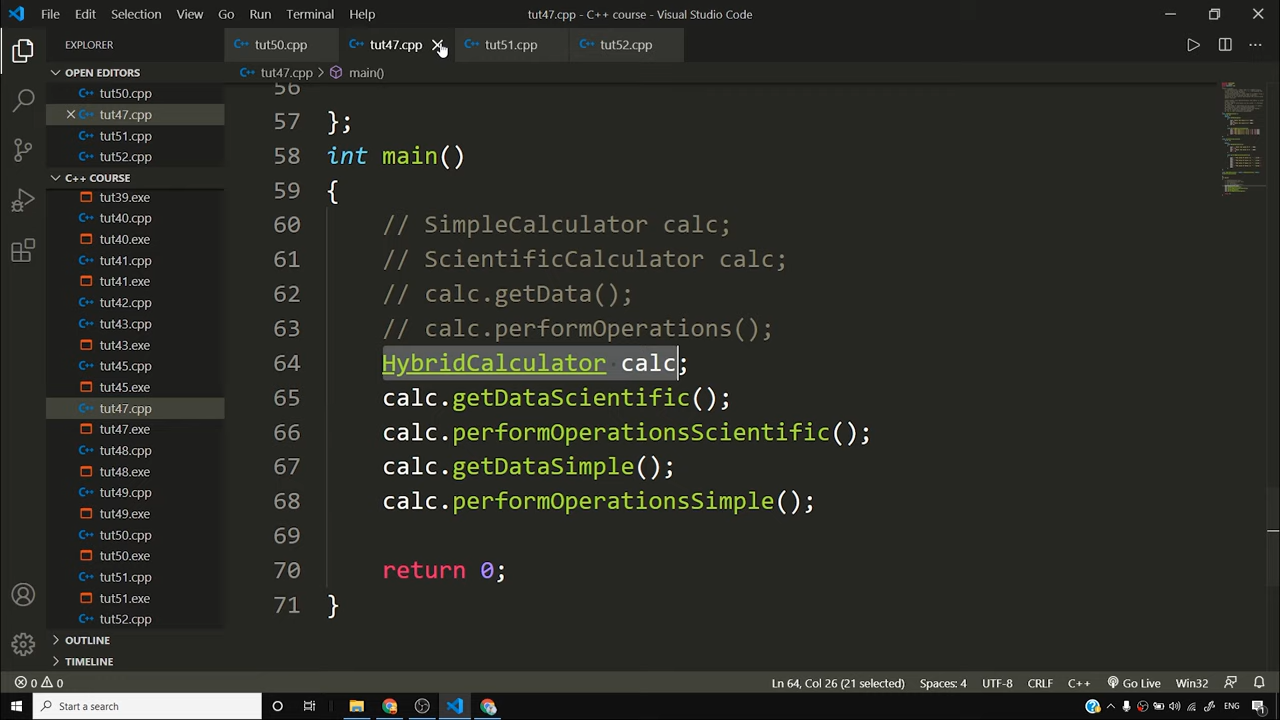 File Edit Selection View Go Run Terminal Help
tut47.cpp - C++ course - Visual Studio Code
EXPLORER
OPEN EDITORS
tut50.cpp
tut47.cpp
tut51.cpp
tut52.cpp
C++ COURSE
tut39.exe
tut40.cpp
tut40.exe
tut41.cpp
tut41.exe
tut42.cpp
tut43.cpp
tut43.exe
tut45.cpp
tut45.exe
tut47.cpp
tut47.exe
tut48.cpp
tut48.exe
tut49.cpp
tut49.exe
tut50.cpp
tut50.exe
tut51.cpp
tut51.exe
tut52.cpp
OUTLINE
TIMELINE
tut50.cpp tut47.cpp tut51.cpp tut52.cpp
tut47.cpp > main()
56
57 };
58 int main()
59 {
60 // SimpleCalculator calc;
61 // ScientificCalculator calc;
62 // calc.getData();
63 // calc.performOperations();
64 HybridCalculator calc;
65 calc.getDataScientific();
66 calc.performOperationsScientific();
67 calc.getDataSimple();
68 calc.performOperationsSimple();
69
70 return 0;
71 }
0 0 Ln 64, Col 26 (21 selected) Spaces: 4 UTF-8 CRLF C++ Go Live Win32
Start a search
ENG